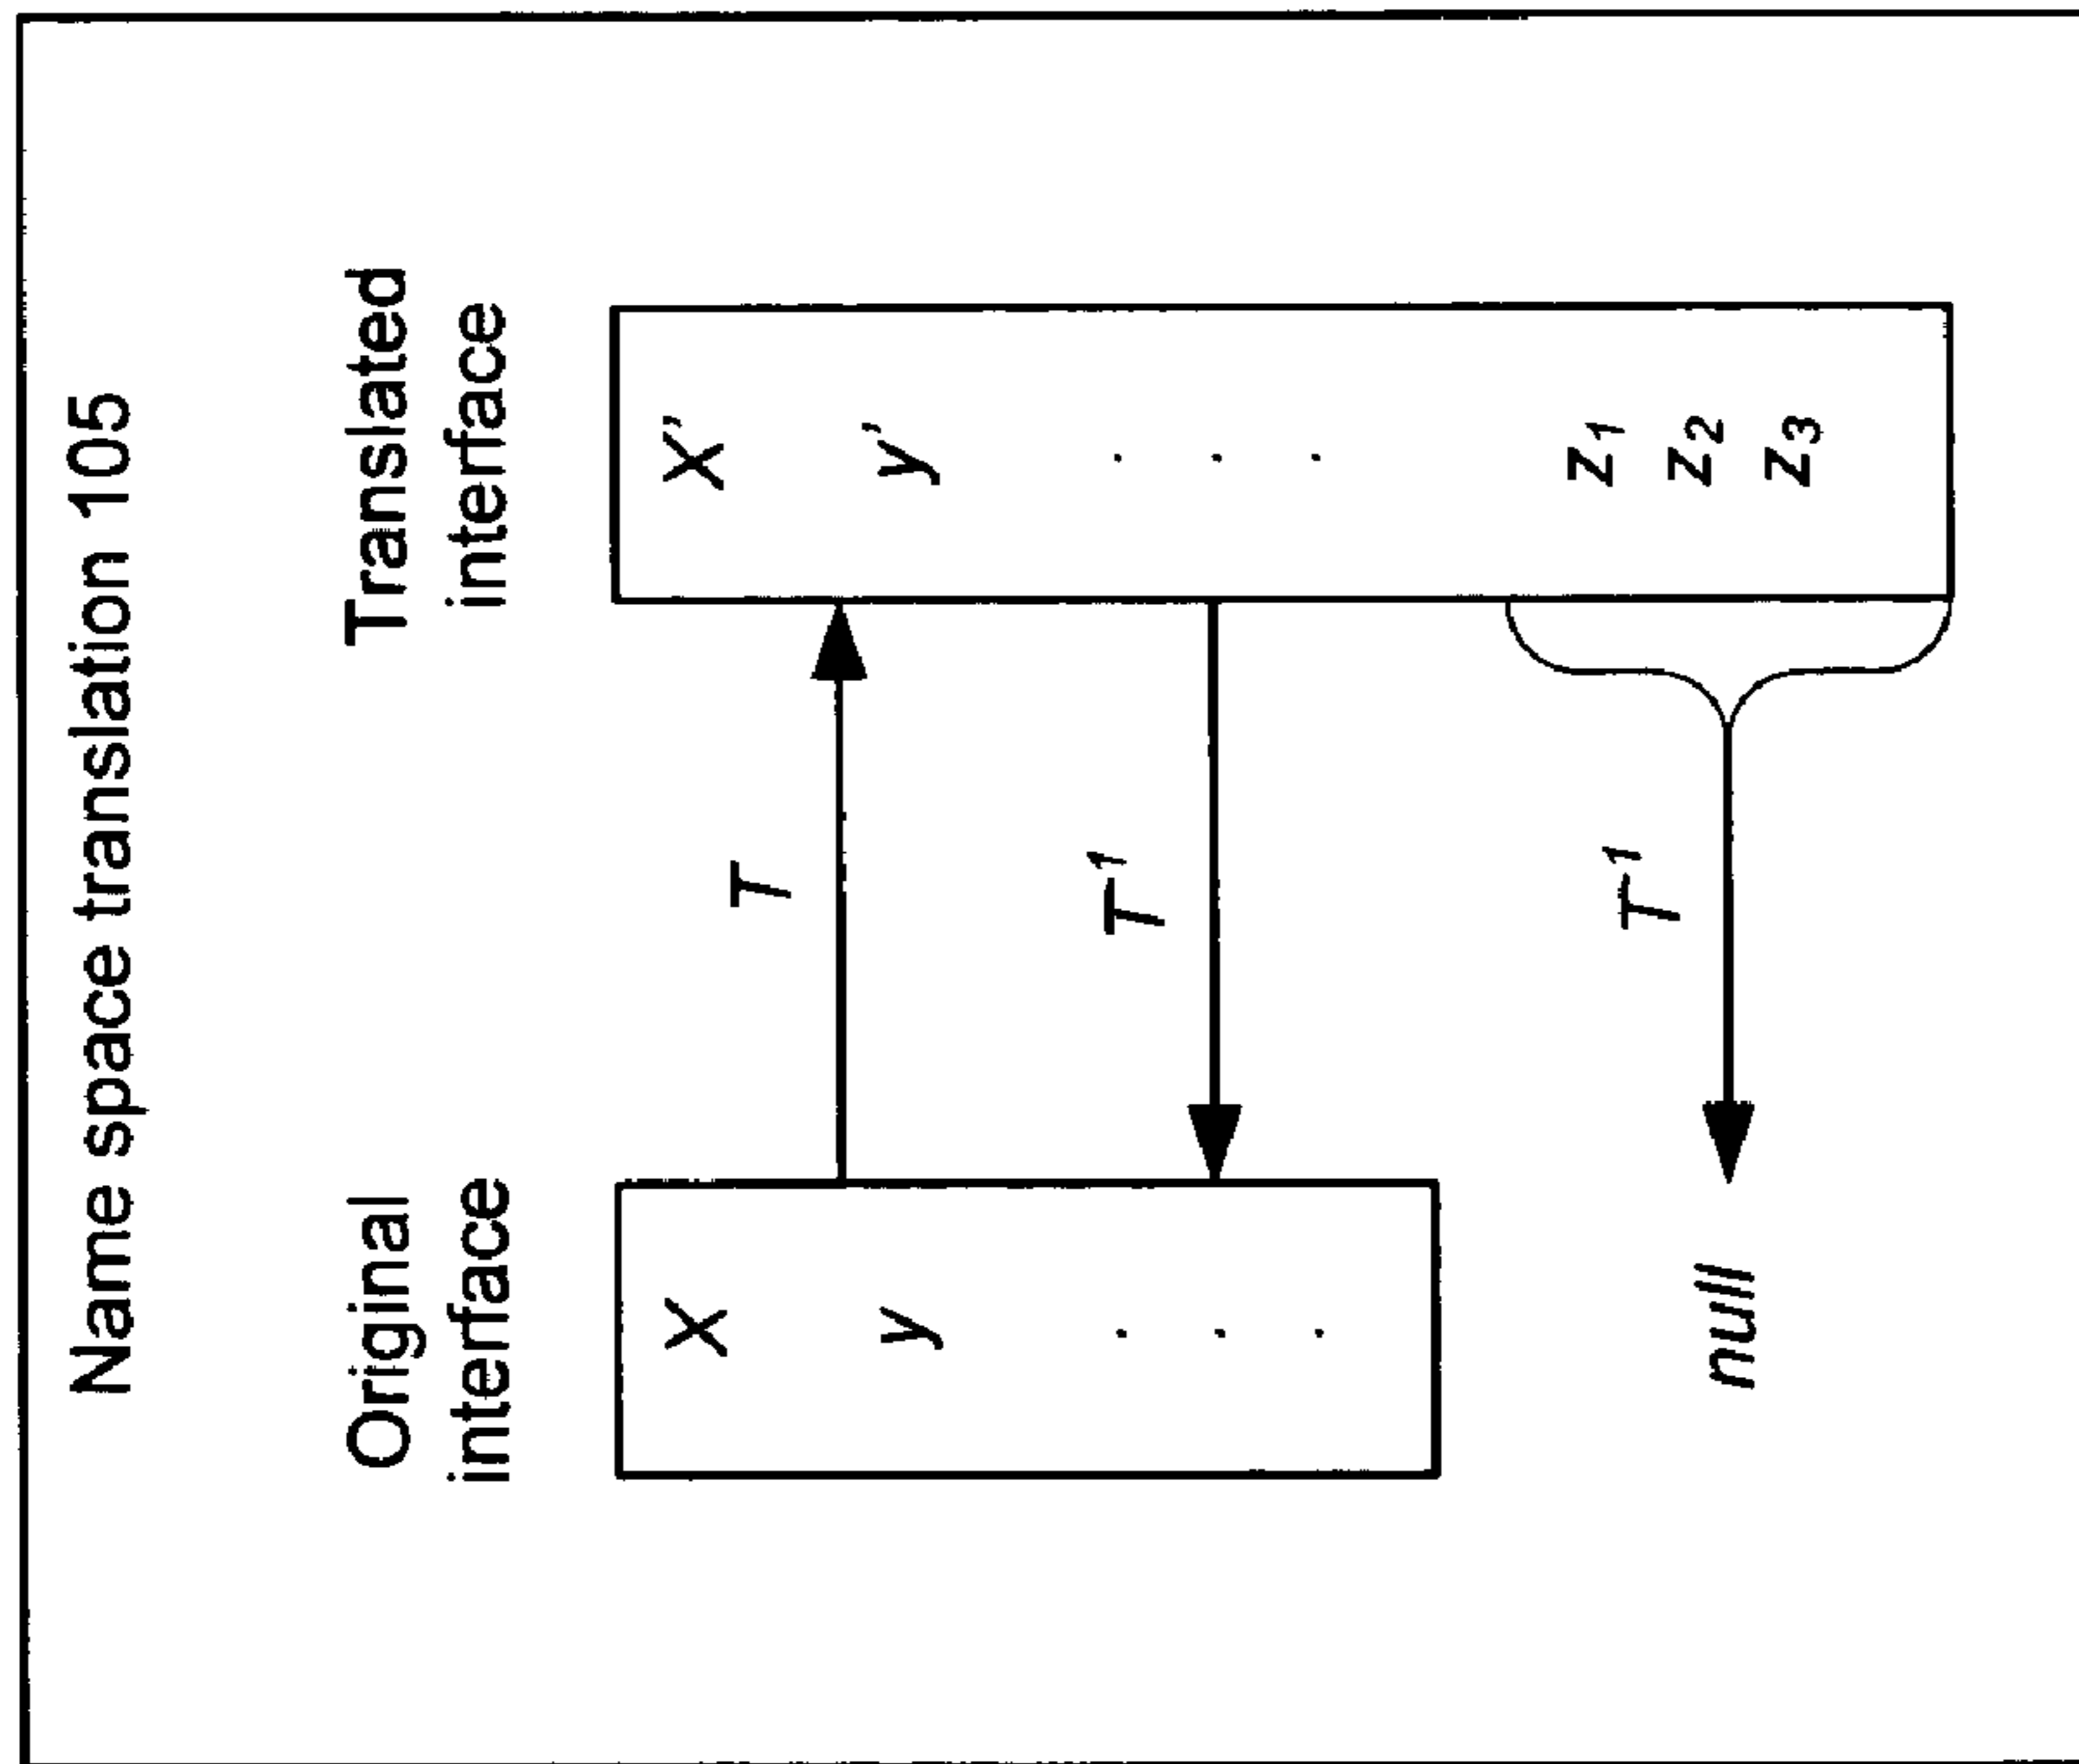 Name space translation 105
Original
interface
Translated
interface
X
X'
T
y
y'
.
.
T⁻¹
.
.
.
.
z₁
T⁻¹
z₂
null
z₃